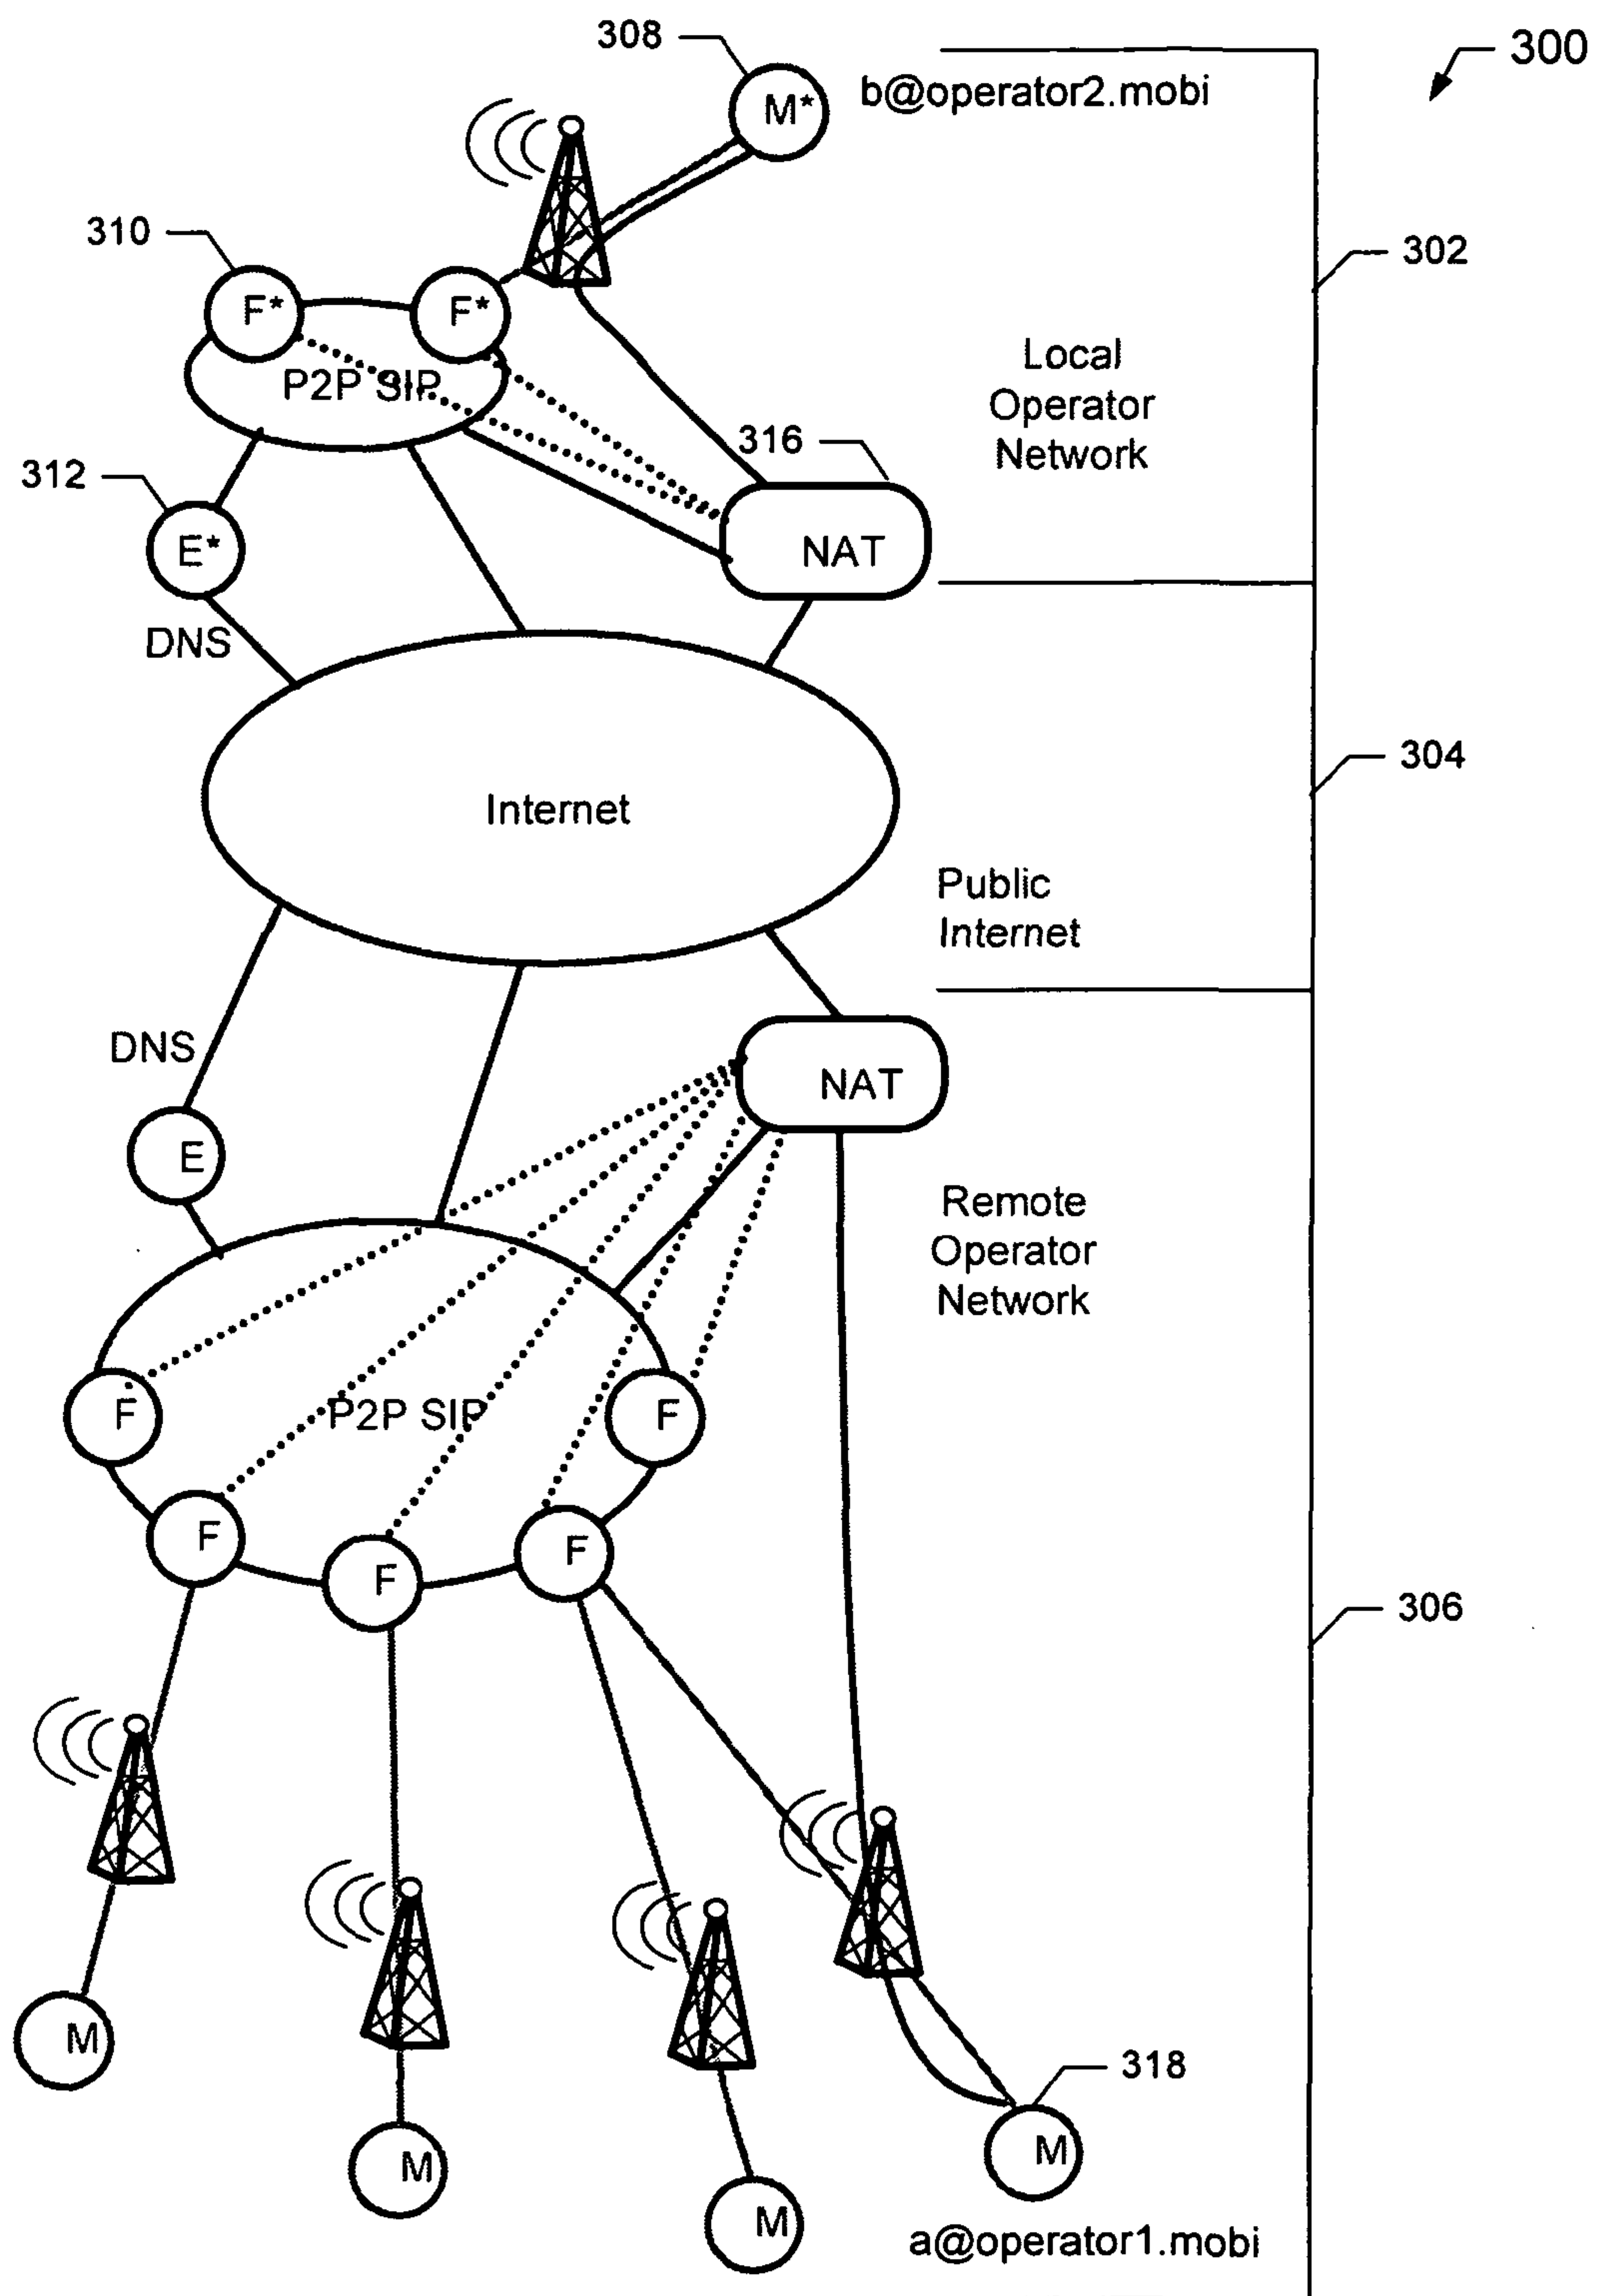 308
300
M*
b@operator2.mobi
310
302
F*
F*
P2P SIP
Local
Operator
Network
316
312
E*
NAT
DNS
304
Internet
Public
Internet
DNS
NAT
E
Remote
Operator
Network
F
P2P SIP
F
F
F
F
306
M
318
M
M
M
a@operator1.mobi